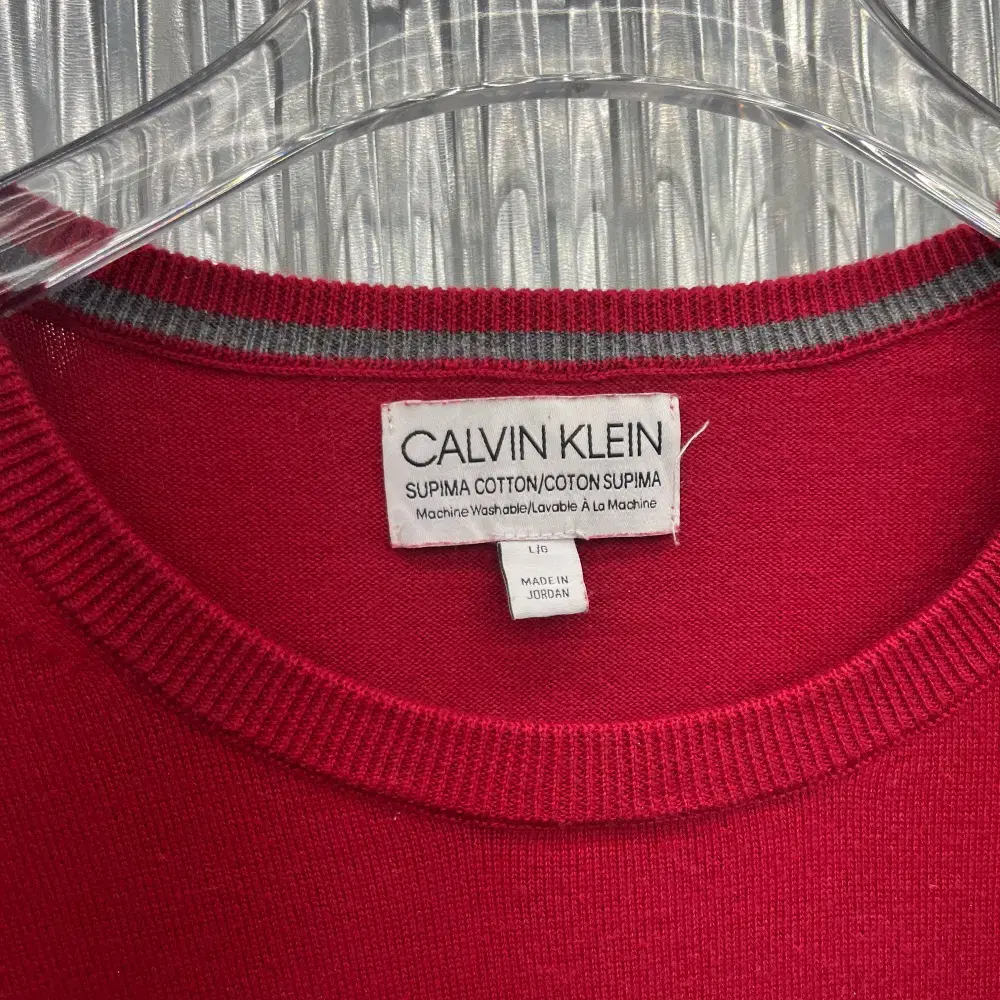 CALVIN KLEIN
SUPIMA COTTON/COTON SUPIMA
Machine Washable/Lavable À La Machine
L/G
MADE IN
JORDAN